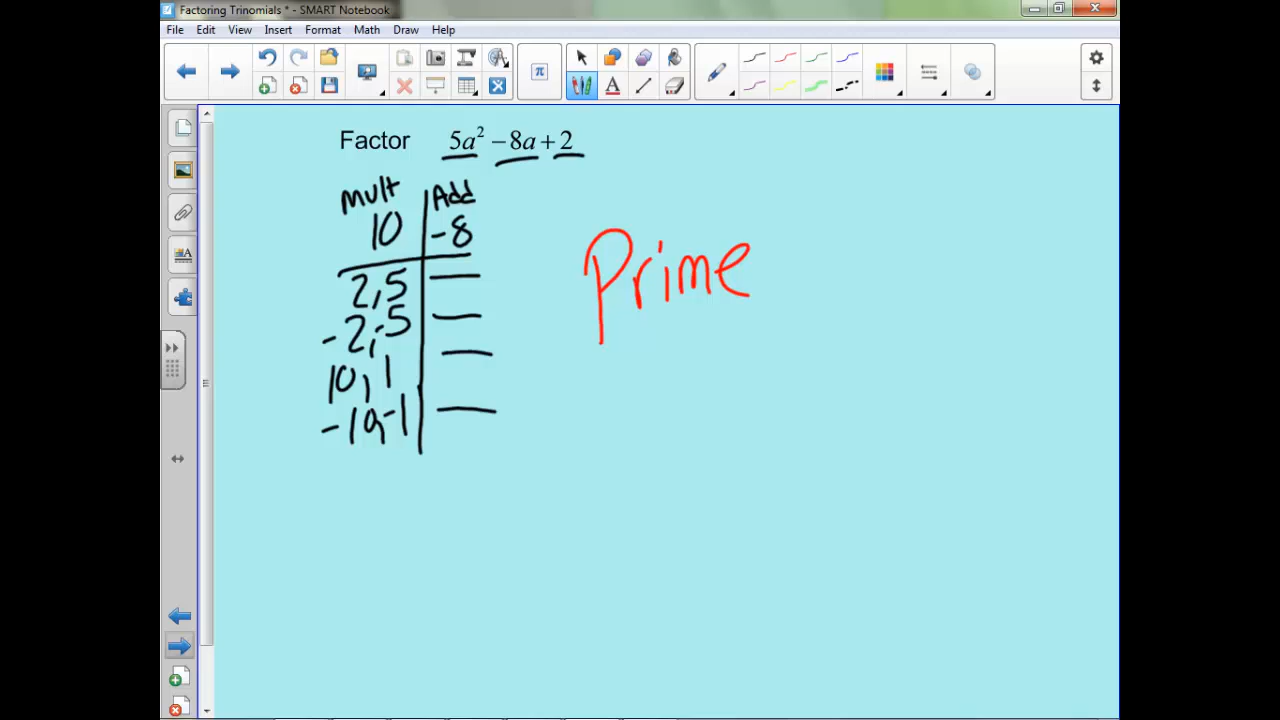 Factoring Trinomials * - SMART Notebook
File Edit View Insert Format Math Draw Help
π
A
Factor 5a² – 8a + 2
mult Add
10 -8
2,5
-2,-5
10,1
-10,-1
Prime